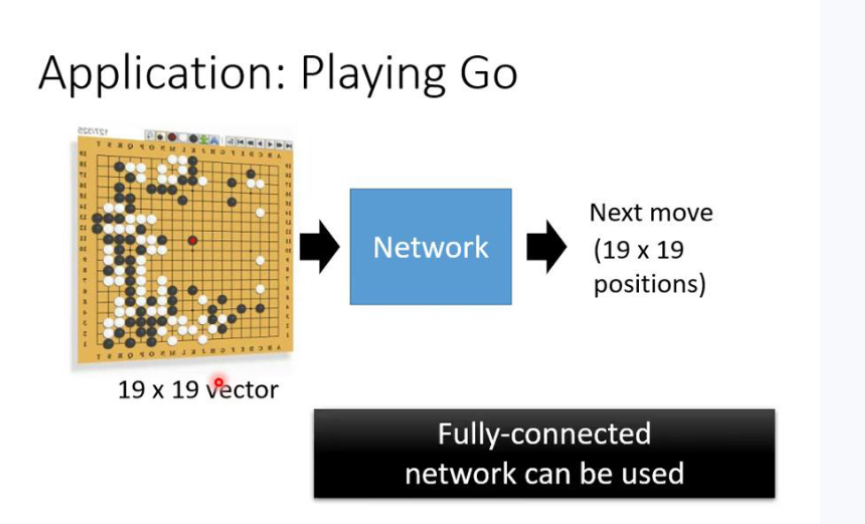 Application: Playing Go
Network
Next move
(19 x 19
positions)
19 x 19 vector
Fully-connected
network can be used